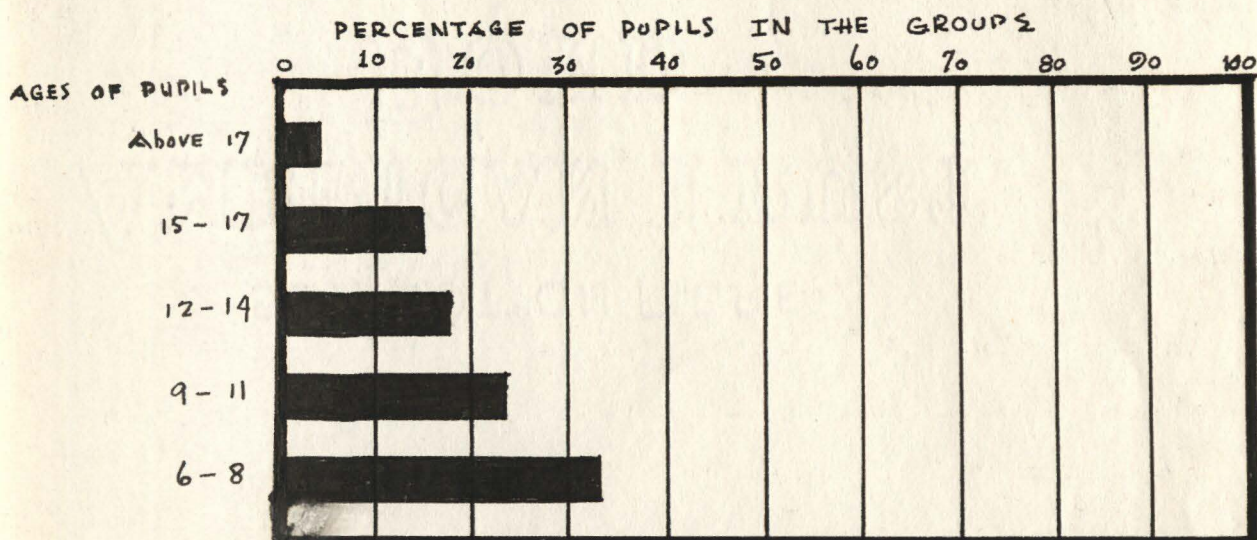 PERCENTAGE OF PUPILS IN THE GROUPS
0 10 20 30 40 50 60 70 80 90 100
AGES OF PUPILS
Above 17
15-17
12-14
9-11
6-8